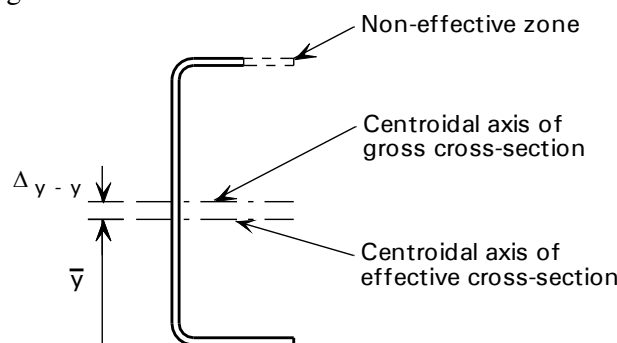 Non-effective zone
Centroidal axis of
gross cross-section
Δ y - y
Centroidal axis of
effective cross-section
ȳ